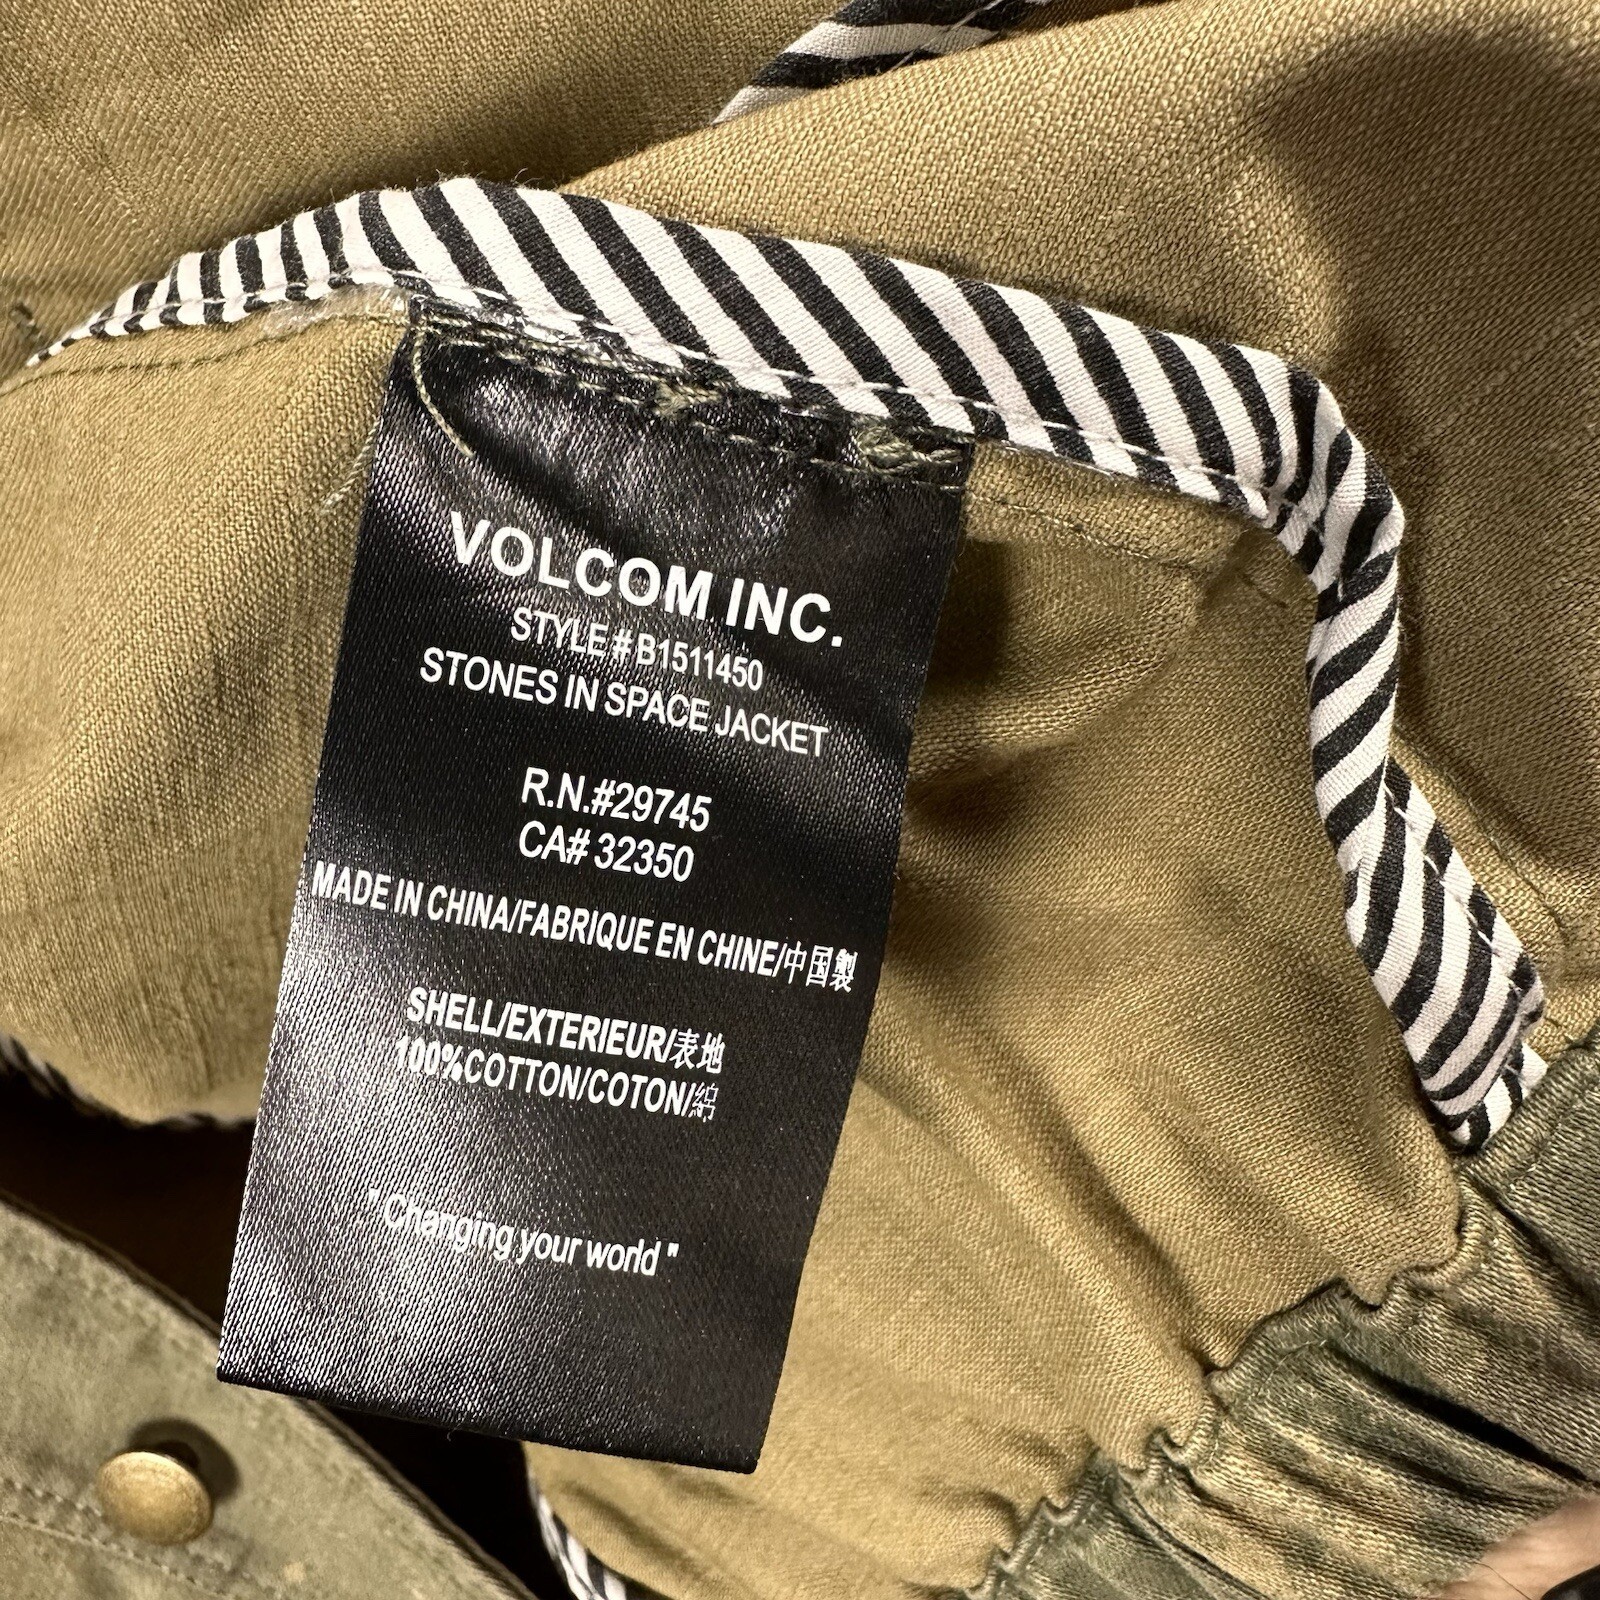 VOLCOM INC.
STYLE # B1511450
STONES IN SPACE JACKET
R.N.#29745
CA# 32350
MADE IN CHINA/FABRIQUE EN CHINE/中国製
SHELL/EXTERIEUR/表地
100%COTTON/COTON/綿
"Changing your world"